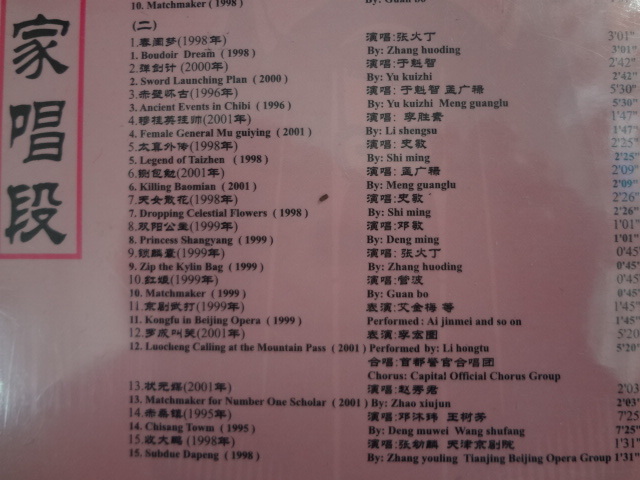 家唱段
10. Matchmaker (1998) By: Guan bo
(二)
1.春闺梦(1998年) 演唱:张火丁 3'01"
1. Boudoir Dream (1998) By: Zhang huoding 3'01"
2.弹剑计 (2000年) 演唱:于魁智 2'42"
2. Sword Launching Plan (2000) By: Yu kuizhi 2'42"
3.赤壁怀古(1996年) 演唱:于魁智 孟广禄 5'30"
3. Ancient Events in Chibi (1996) By: Yu kuizhi Meng guanglu 5'30"
4.穆桂英挂帅(2001年) 演唱: 李胜素 1'47"
4. Female General Mu guiying (2001) By: Li shengsu 1'47"
5.太真外传(1998年) 演唱:史敏 2'25"
5. Legend of Taizhen (1998) By: Shi ming 2'25"
6.铡包勉(2001年) 演唱:孟广禄 2'09"
6. Killing Baomian (2001) By: Meng guanglu 2'09"
7.天女散花(1998年) 演唱:史敏 2'26"
7. Dropping Celestial Flowers (1998) By: Shi ming 2'26"
8.双阳公主(1999年) 演唱:邓敏 1'01"
8. Princess Shangyang (1999) By: Deng ming 1'01"
9.锁麟囊(1999年) 演唱:张火丁 0'45"
9. Zip the Kylin Bag (1999) By: Zhang huoding 0'45"
10.红娘(1999年) 演唱:管波 0'45"
10. Matchmaker (1999) By: Guan bo 0'45"
11.京剧武打(1999年) 表演:艾金梅 等 1'45"
11. Kongfu in Beijing Opera (1999) Performed: Ai jinmei and so on 1'45"
12.罗成叫关(2001年) 表演:李宏图 5'20
12. Luocheng Calling at the Mountain Pass (2001) Performed by: Li hongtu 5'20"
合唱:首都警官合唱团
Chorus: Capital Official Chorus Group
13.状元媒(2001年) 演唱:赵秀君 2'03
13. Matchmaker for Number One Scholar (2001) By: Zhao xiujun 2'03"
14.赤桑镇(1995年) 演唱:邓沐玮 王树芳 7'25
14. Chisang Towm (1995) By: Deng muwei Wang shufang 7'25"
15.收大鹏(1998年) 演唱:张幼麟 天津京剧院 1'31"
15. Subdue Dapeng (1998) By: Zhang youling Tianjing Beijing Opera Group 1'31"